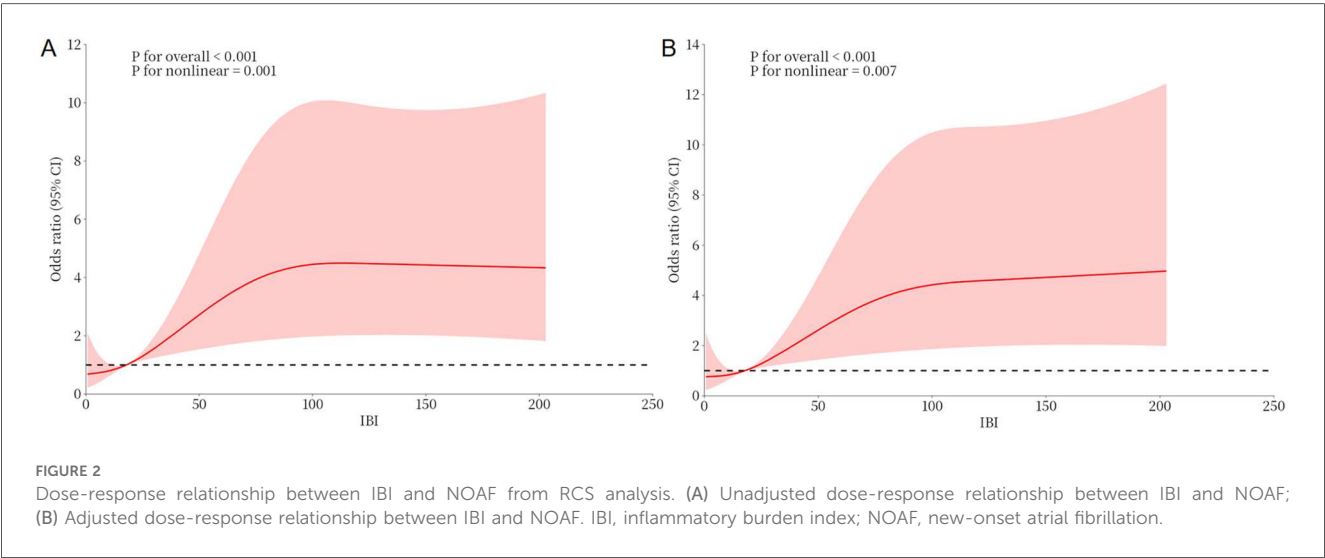 A
P for overall < 0.001
P for nonlinear = 0.001
12
10
8
6
4
2
0
Odds ratio (95% CI)
0 50 100 150 200 250
IBI
B
P for overall < 0.001
P for nonlinear = 0.007
14
12
10
8
6
4
2
0
Odds ratio (95% CI)
0 50 100 150 200 250
IBI
FIGURE 2
Dose-response relationship between IBI and NOAF from RCS analysis. (A) Unadjusted dose-response relationship between IBI and NOAF;
(B) Adjusted dose-response relationship between IBI and NOAF. IBI, inflammatory burden index; NOAF, new-onset atrial fibrillation.